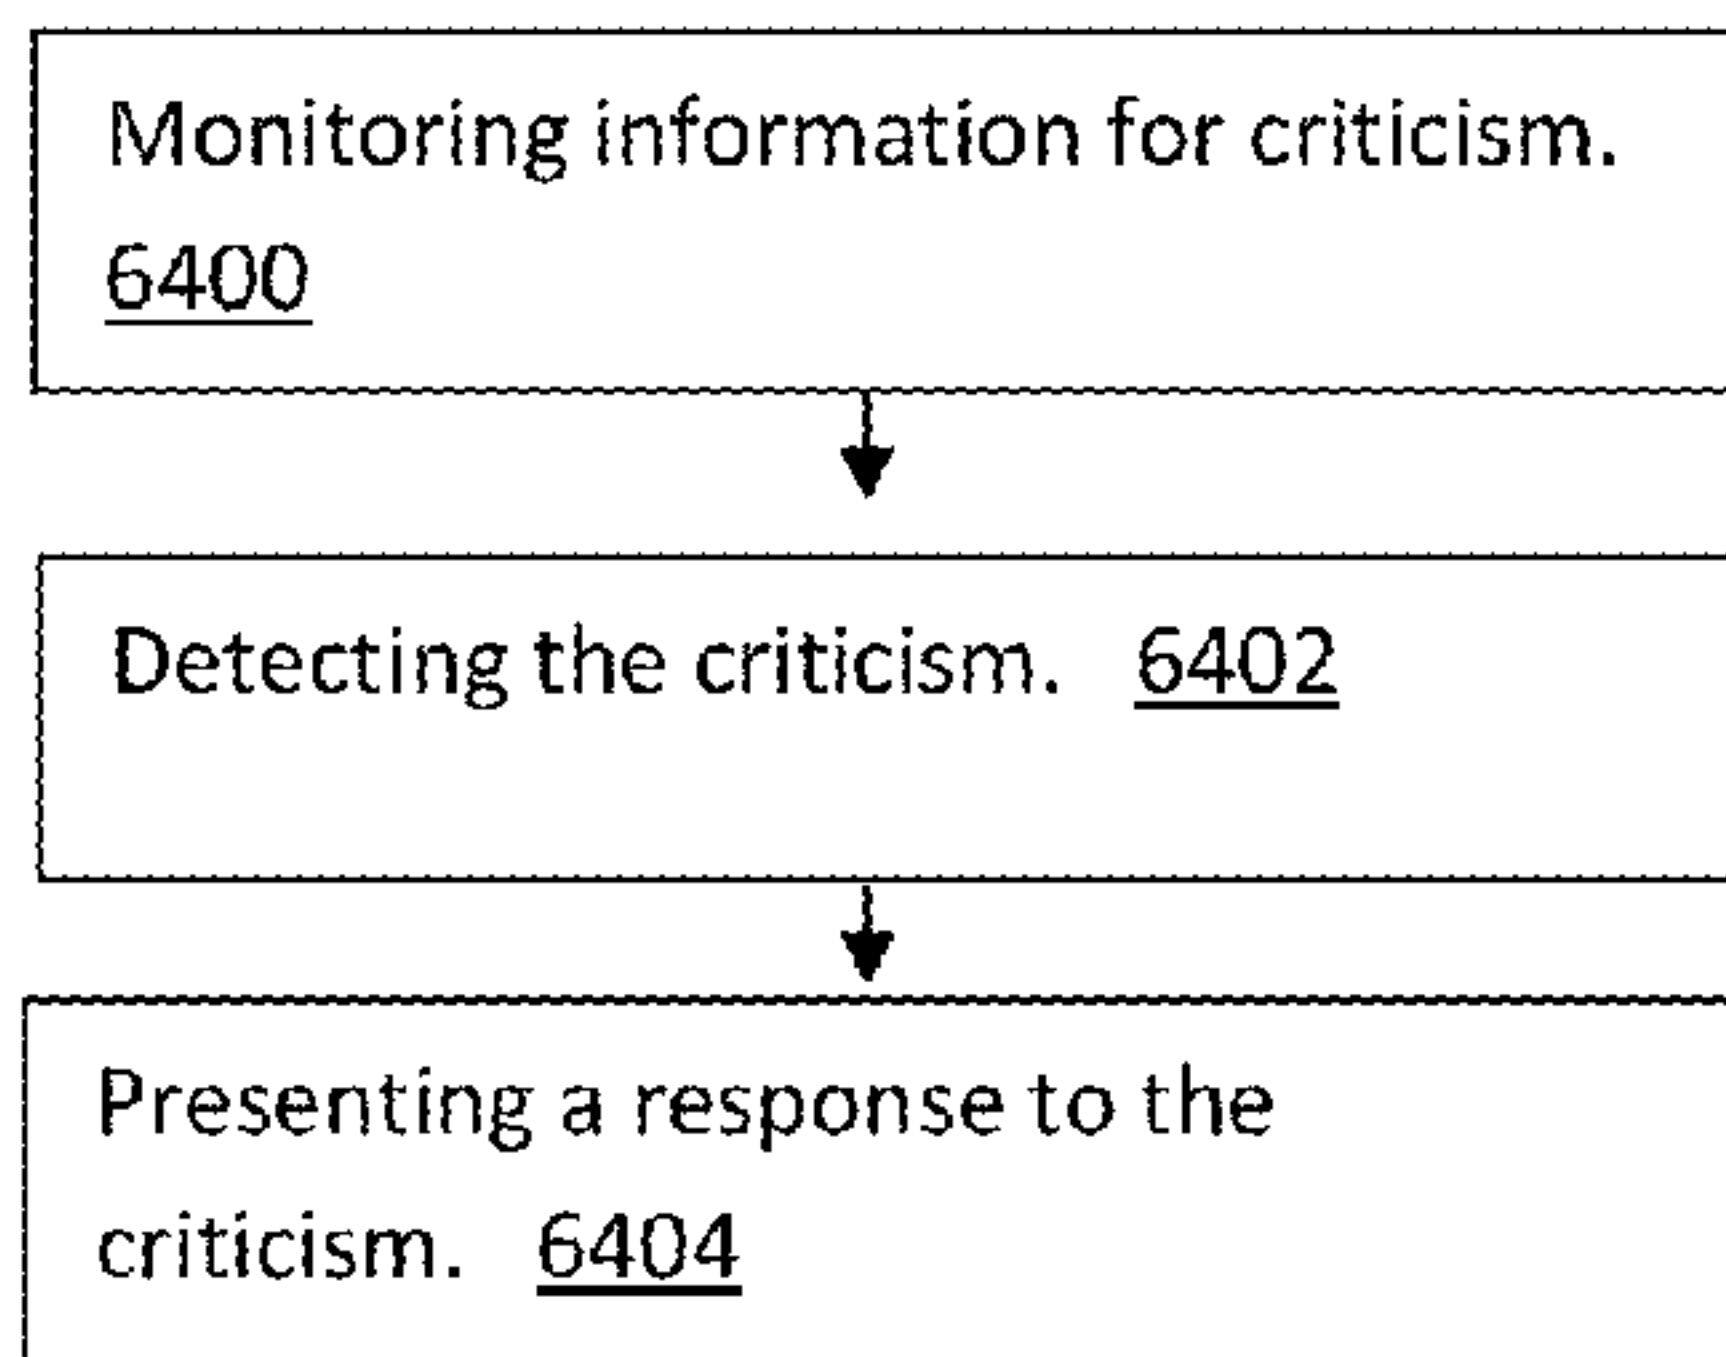 Monitoring information for criticism.
6400
Detecting the criticism. 6402
Presenting a response to the
criticism. 6404